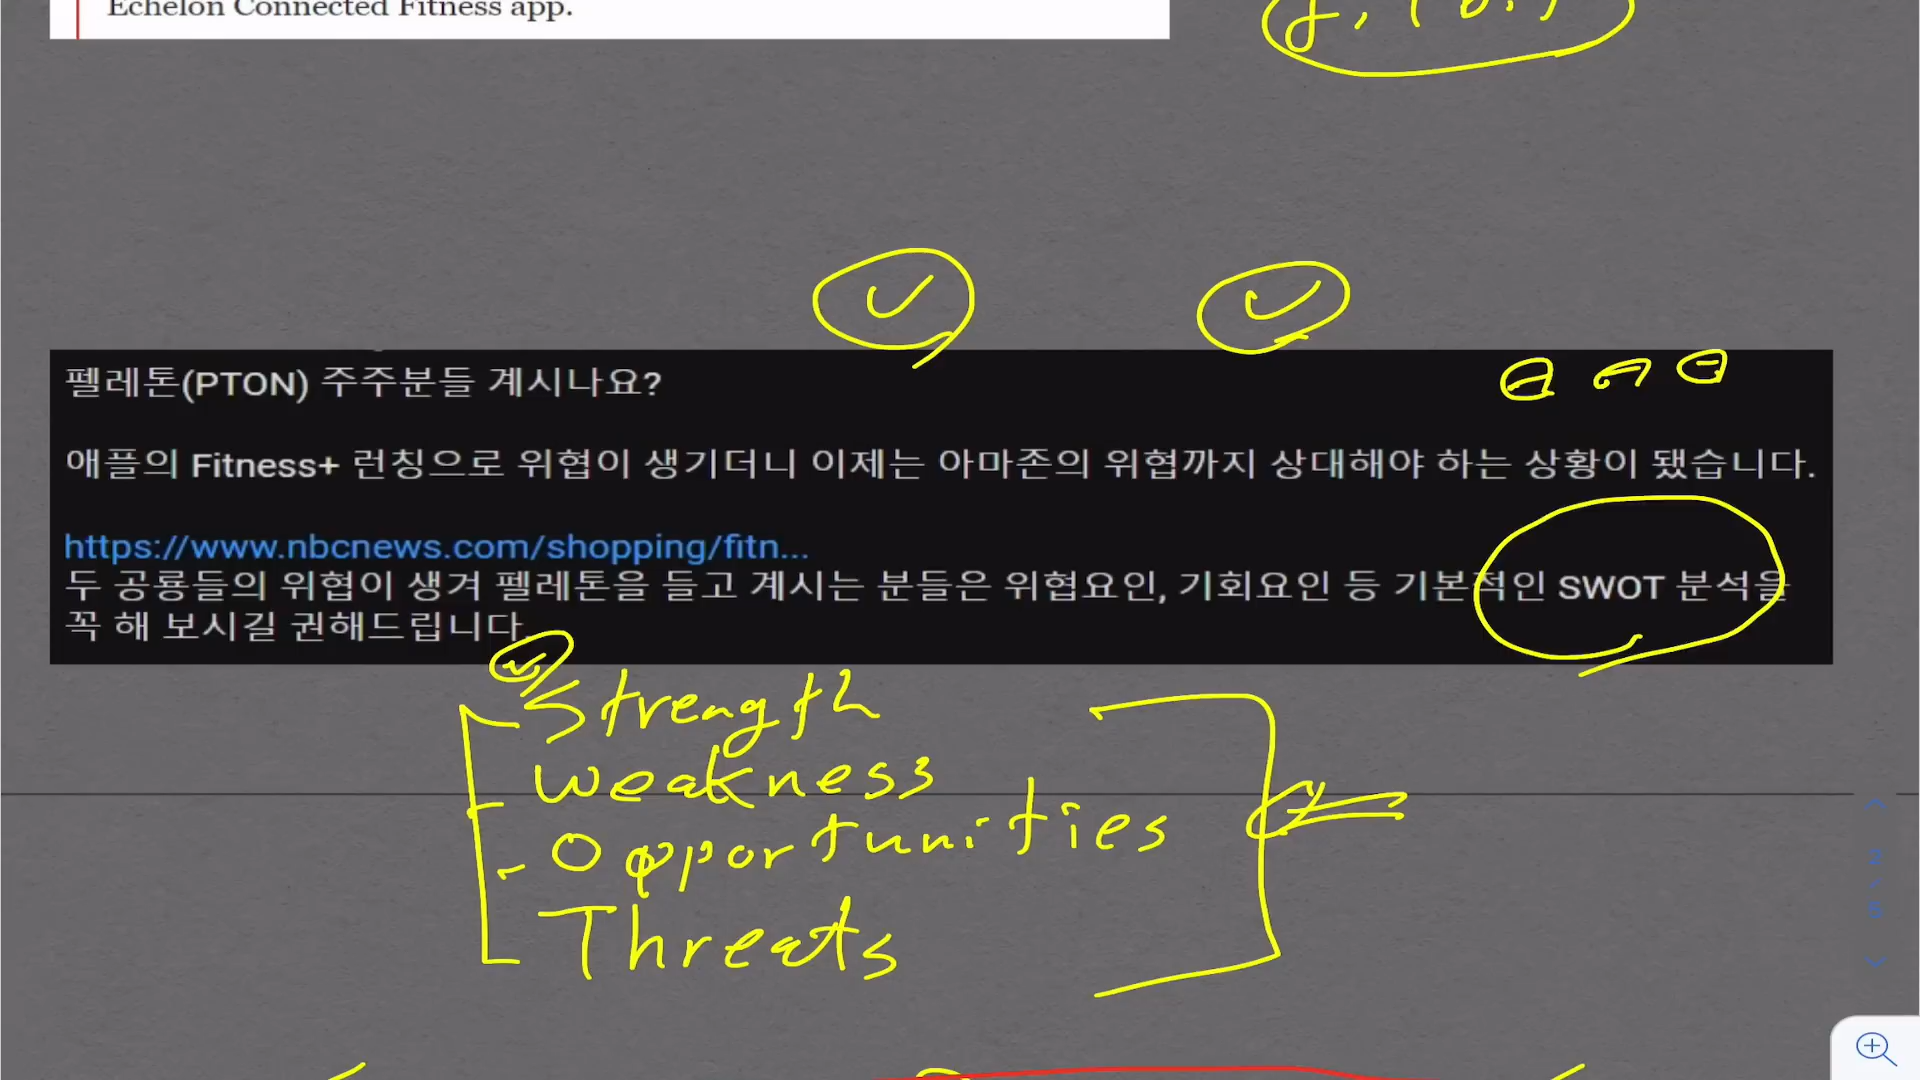 Echelon Connected Fitness app.
펠레톤(PTON) 주주분들 계시나요?
애플의 Fitness+ 런칭으로 위협이 생기더니 이제는 아마존의 위협까지 상대해야 하는 상황이 됐습니다.
https://www.nbcnews.com/shopping/fitn...
두 공룡들의 위협이 생겨 펠레톤을 들고 계시는 분들은 위협요인, 기회요인 등 기본적인 SWOT 분석을
꼭 해 보시길 권해드립니다.
Strength
Weakness
Opportunities
Threats